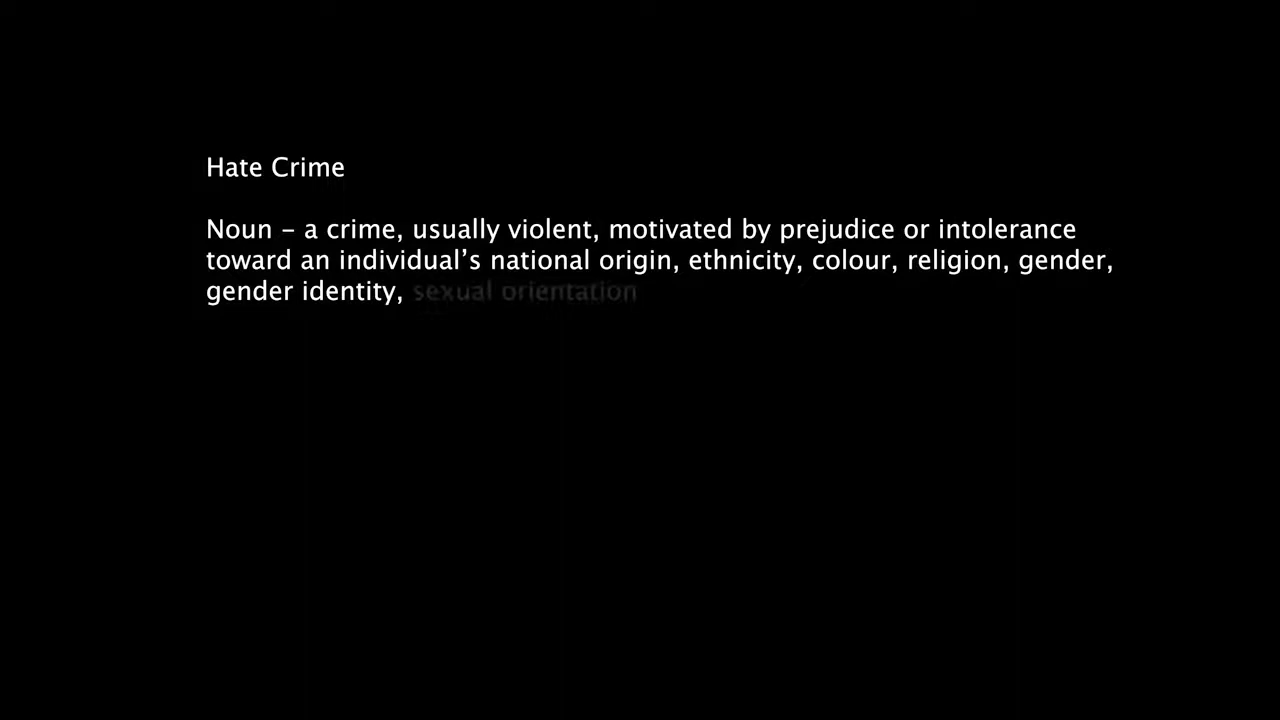 Hate Crime
Noun – a crime, usually violent, motivated by prejudice or intolerance
toward an individual’s national origin, ethnicity, colour, religion, gender,
gender identity, sexual orientation